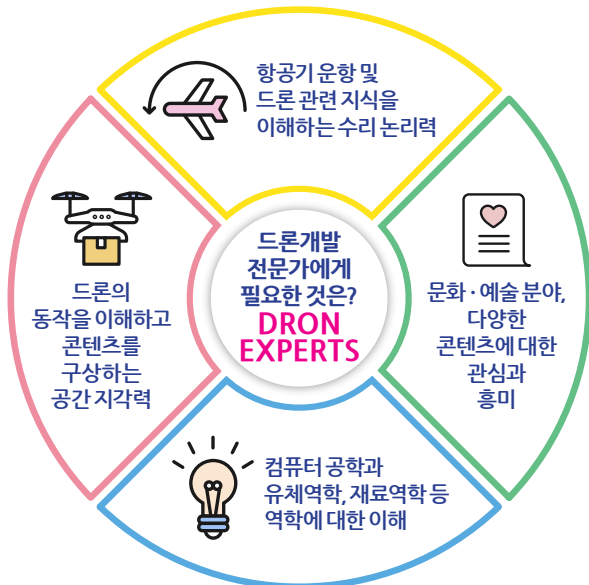 항공기 운항 및
드론 관련 지식을
이해하는 수리 논리력
드론개발
전문가에게
필요한 것은?
DRON
EXPERTS
드론의
동작을 이해하고
콘텐츠를
구상하는
공간 지각력
문화·예술 분야,
다양한
콘텐츠에 대한
관심과
흥미
컴퓨터 공학과
유체역학, 재료역학 등
역학에 대한 이해